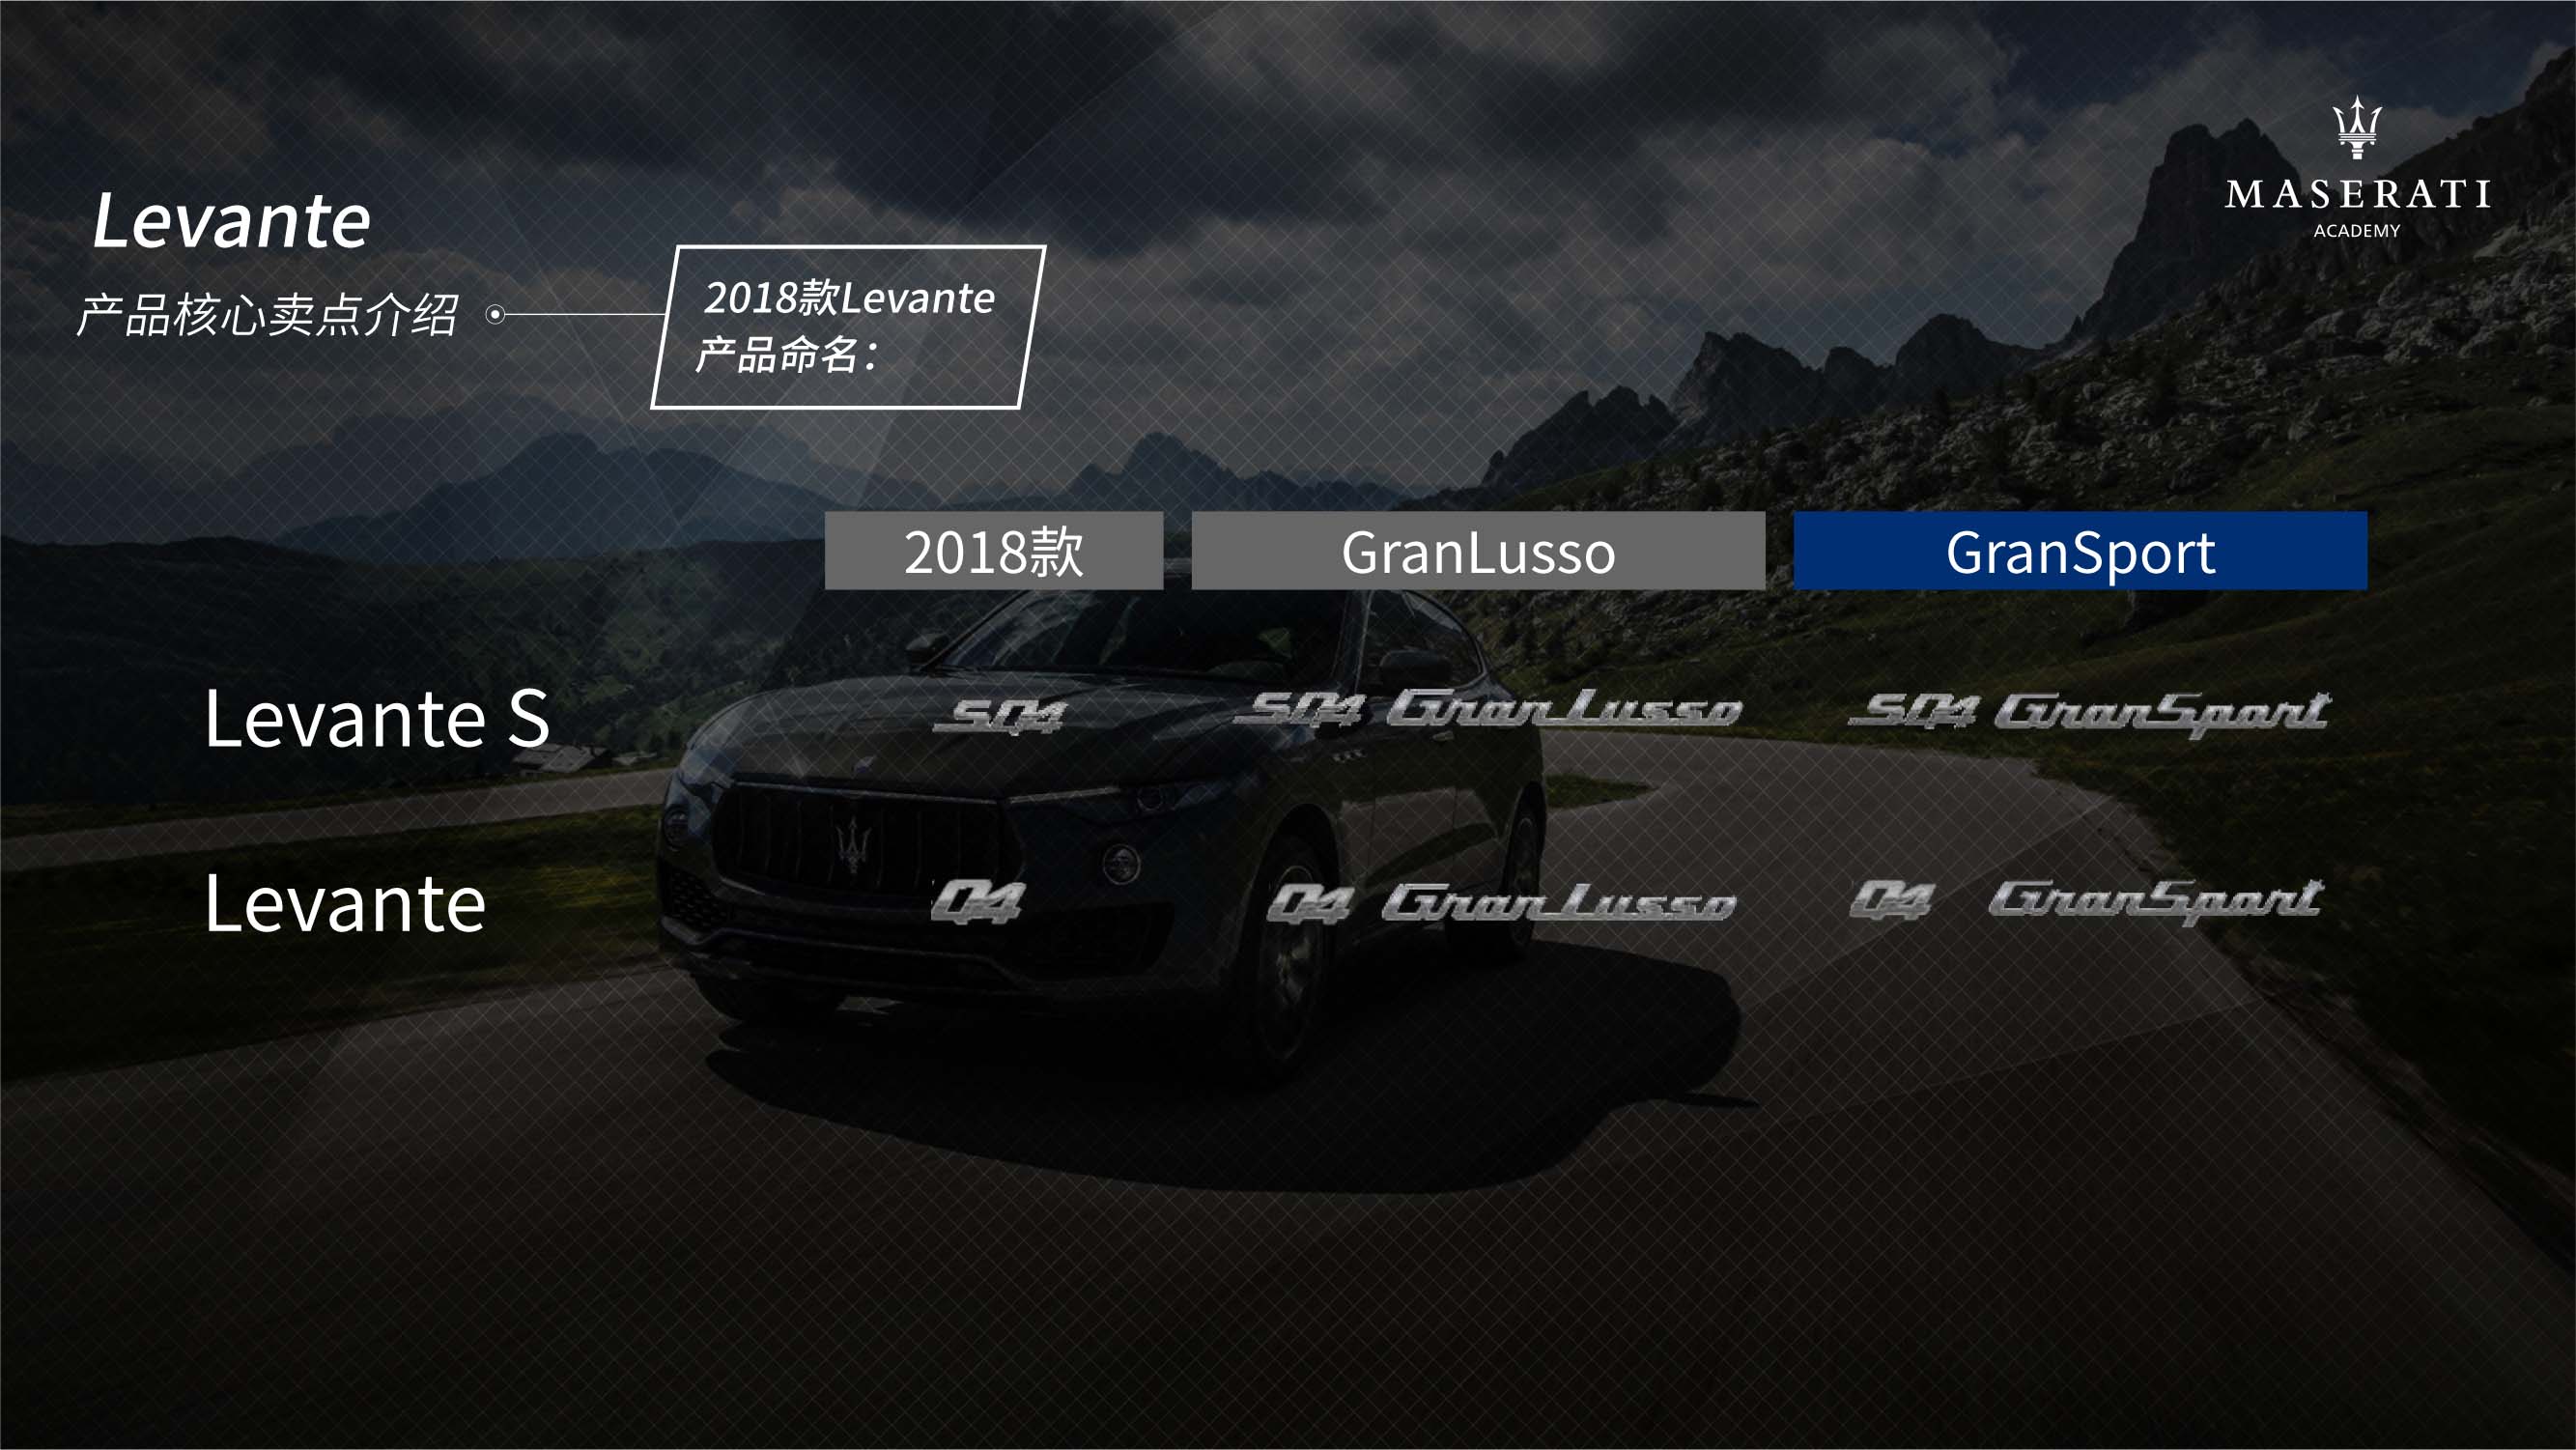 MASERATI
ACADEMY
Levante
产品核心卖点介绍
2018款Levante
产品命名：
2018款 GranLusso GranSport
Levante S SQ4 SQ4 GranLusso SQ4 GranSport
Levante Q4 Q4 GranLusso Q4 GranSport